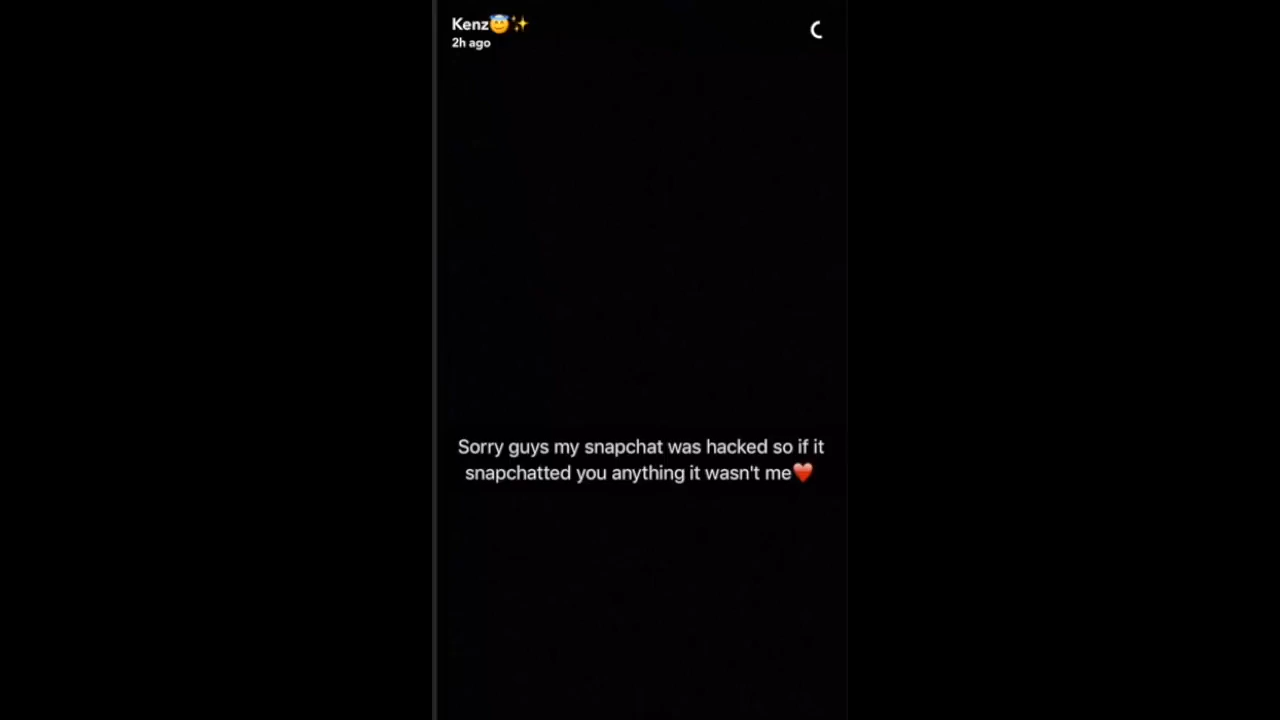 Kenz😇✨
2h ago
Sorry guys my snapchat was hacked so if it
snapchatted you anything it wasn't me❤️